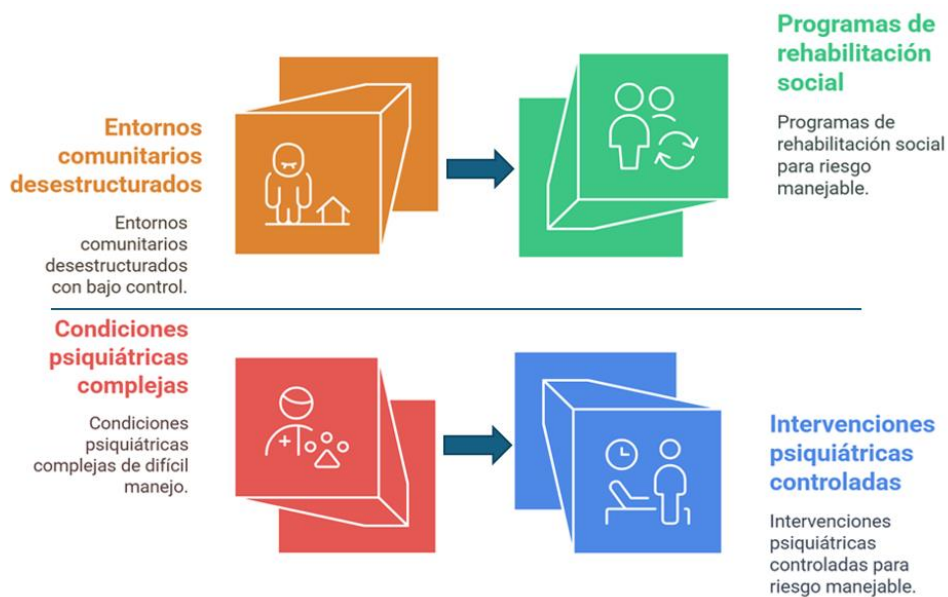 Entornos
comunitarios
desestructurados
Entornos
comunitarios
desestructurados
con bajo control.
Programas de
rehabilitación
social
Programas de
rehabilitación social
para riesgo
manejable.
Condiciones
psiquiátricas
complejas
Condiciones
psiquiátricas
complejas de difícil
manejo.
Intervenciones
psiquiátricas
controladas
Intervenciones
psiquiátricas
controladas para
riesgo manejable.